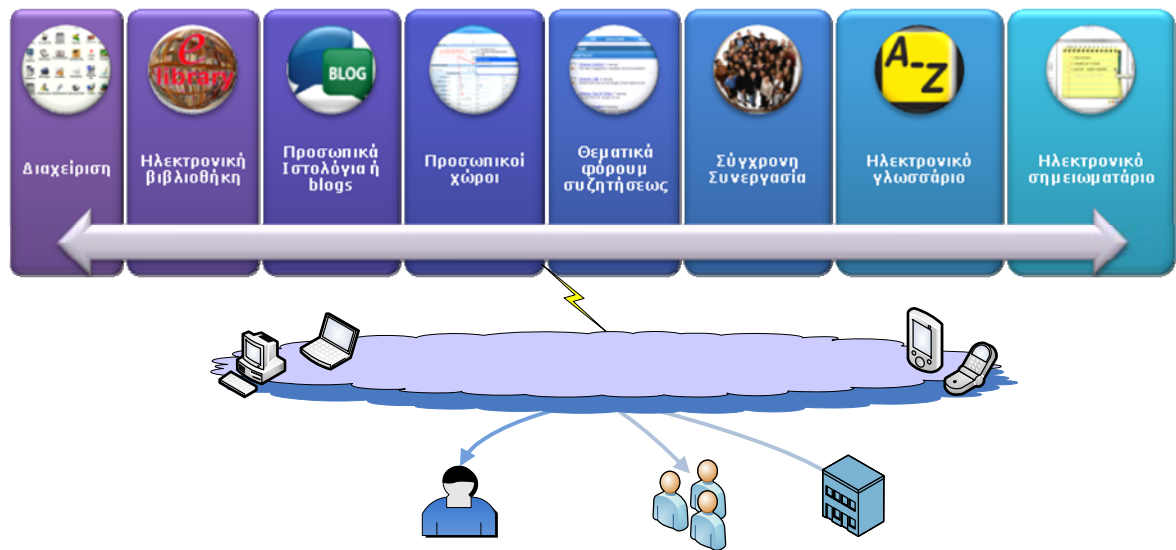 e
library
BLOG
A-Z
Διαχείριση
Ηλεκτρονική
βιβλιοθήκη
Προσωπικά
Ιστολόγια ή
blogs
Προσωπικοί
χώροι
Θεματικά
φόρουμ
συζητήσεως
Σύγχρονη
Συνεργασία
Ηλεκτρονικό
γλωσσάριο
Ηλεκτρονικό
σημειωματάριο